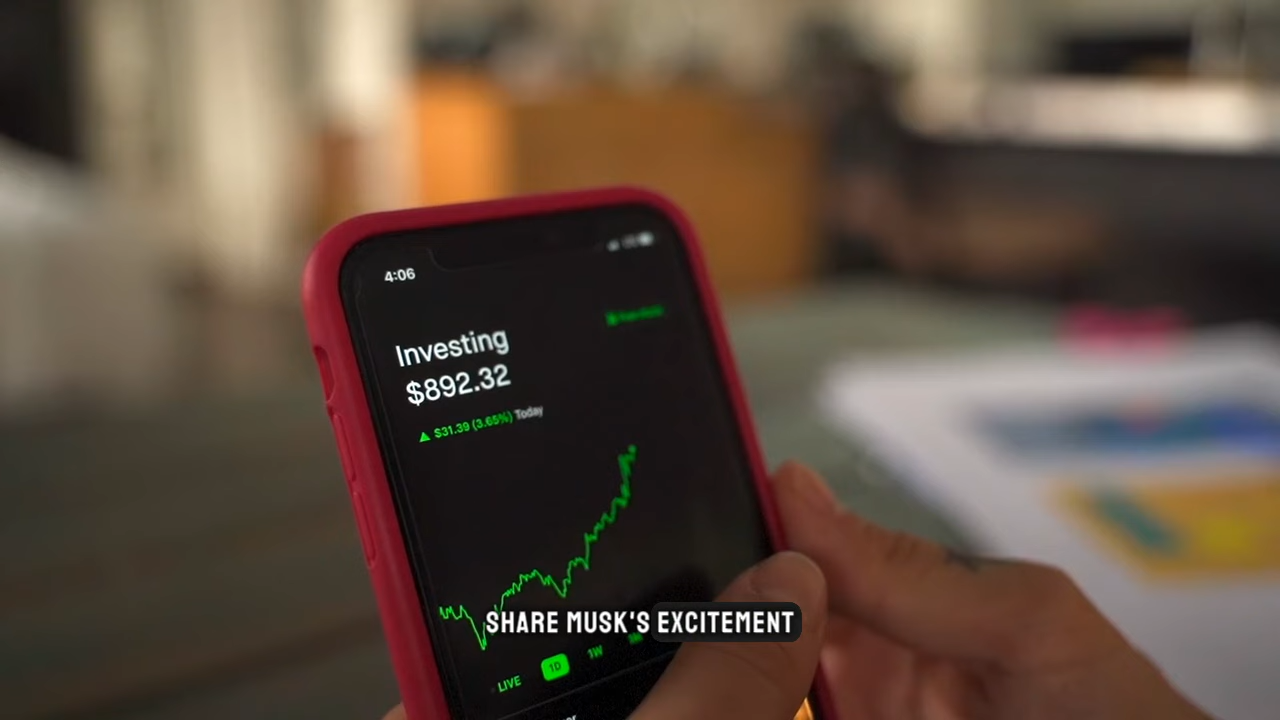 4:06
Investing
$892.32
▲ $31.39 (3.65%) Today
SHARE MUSK'S EXCITEMENT
LIVE 1D 1W